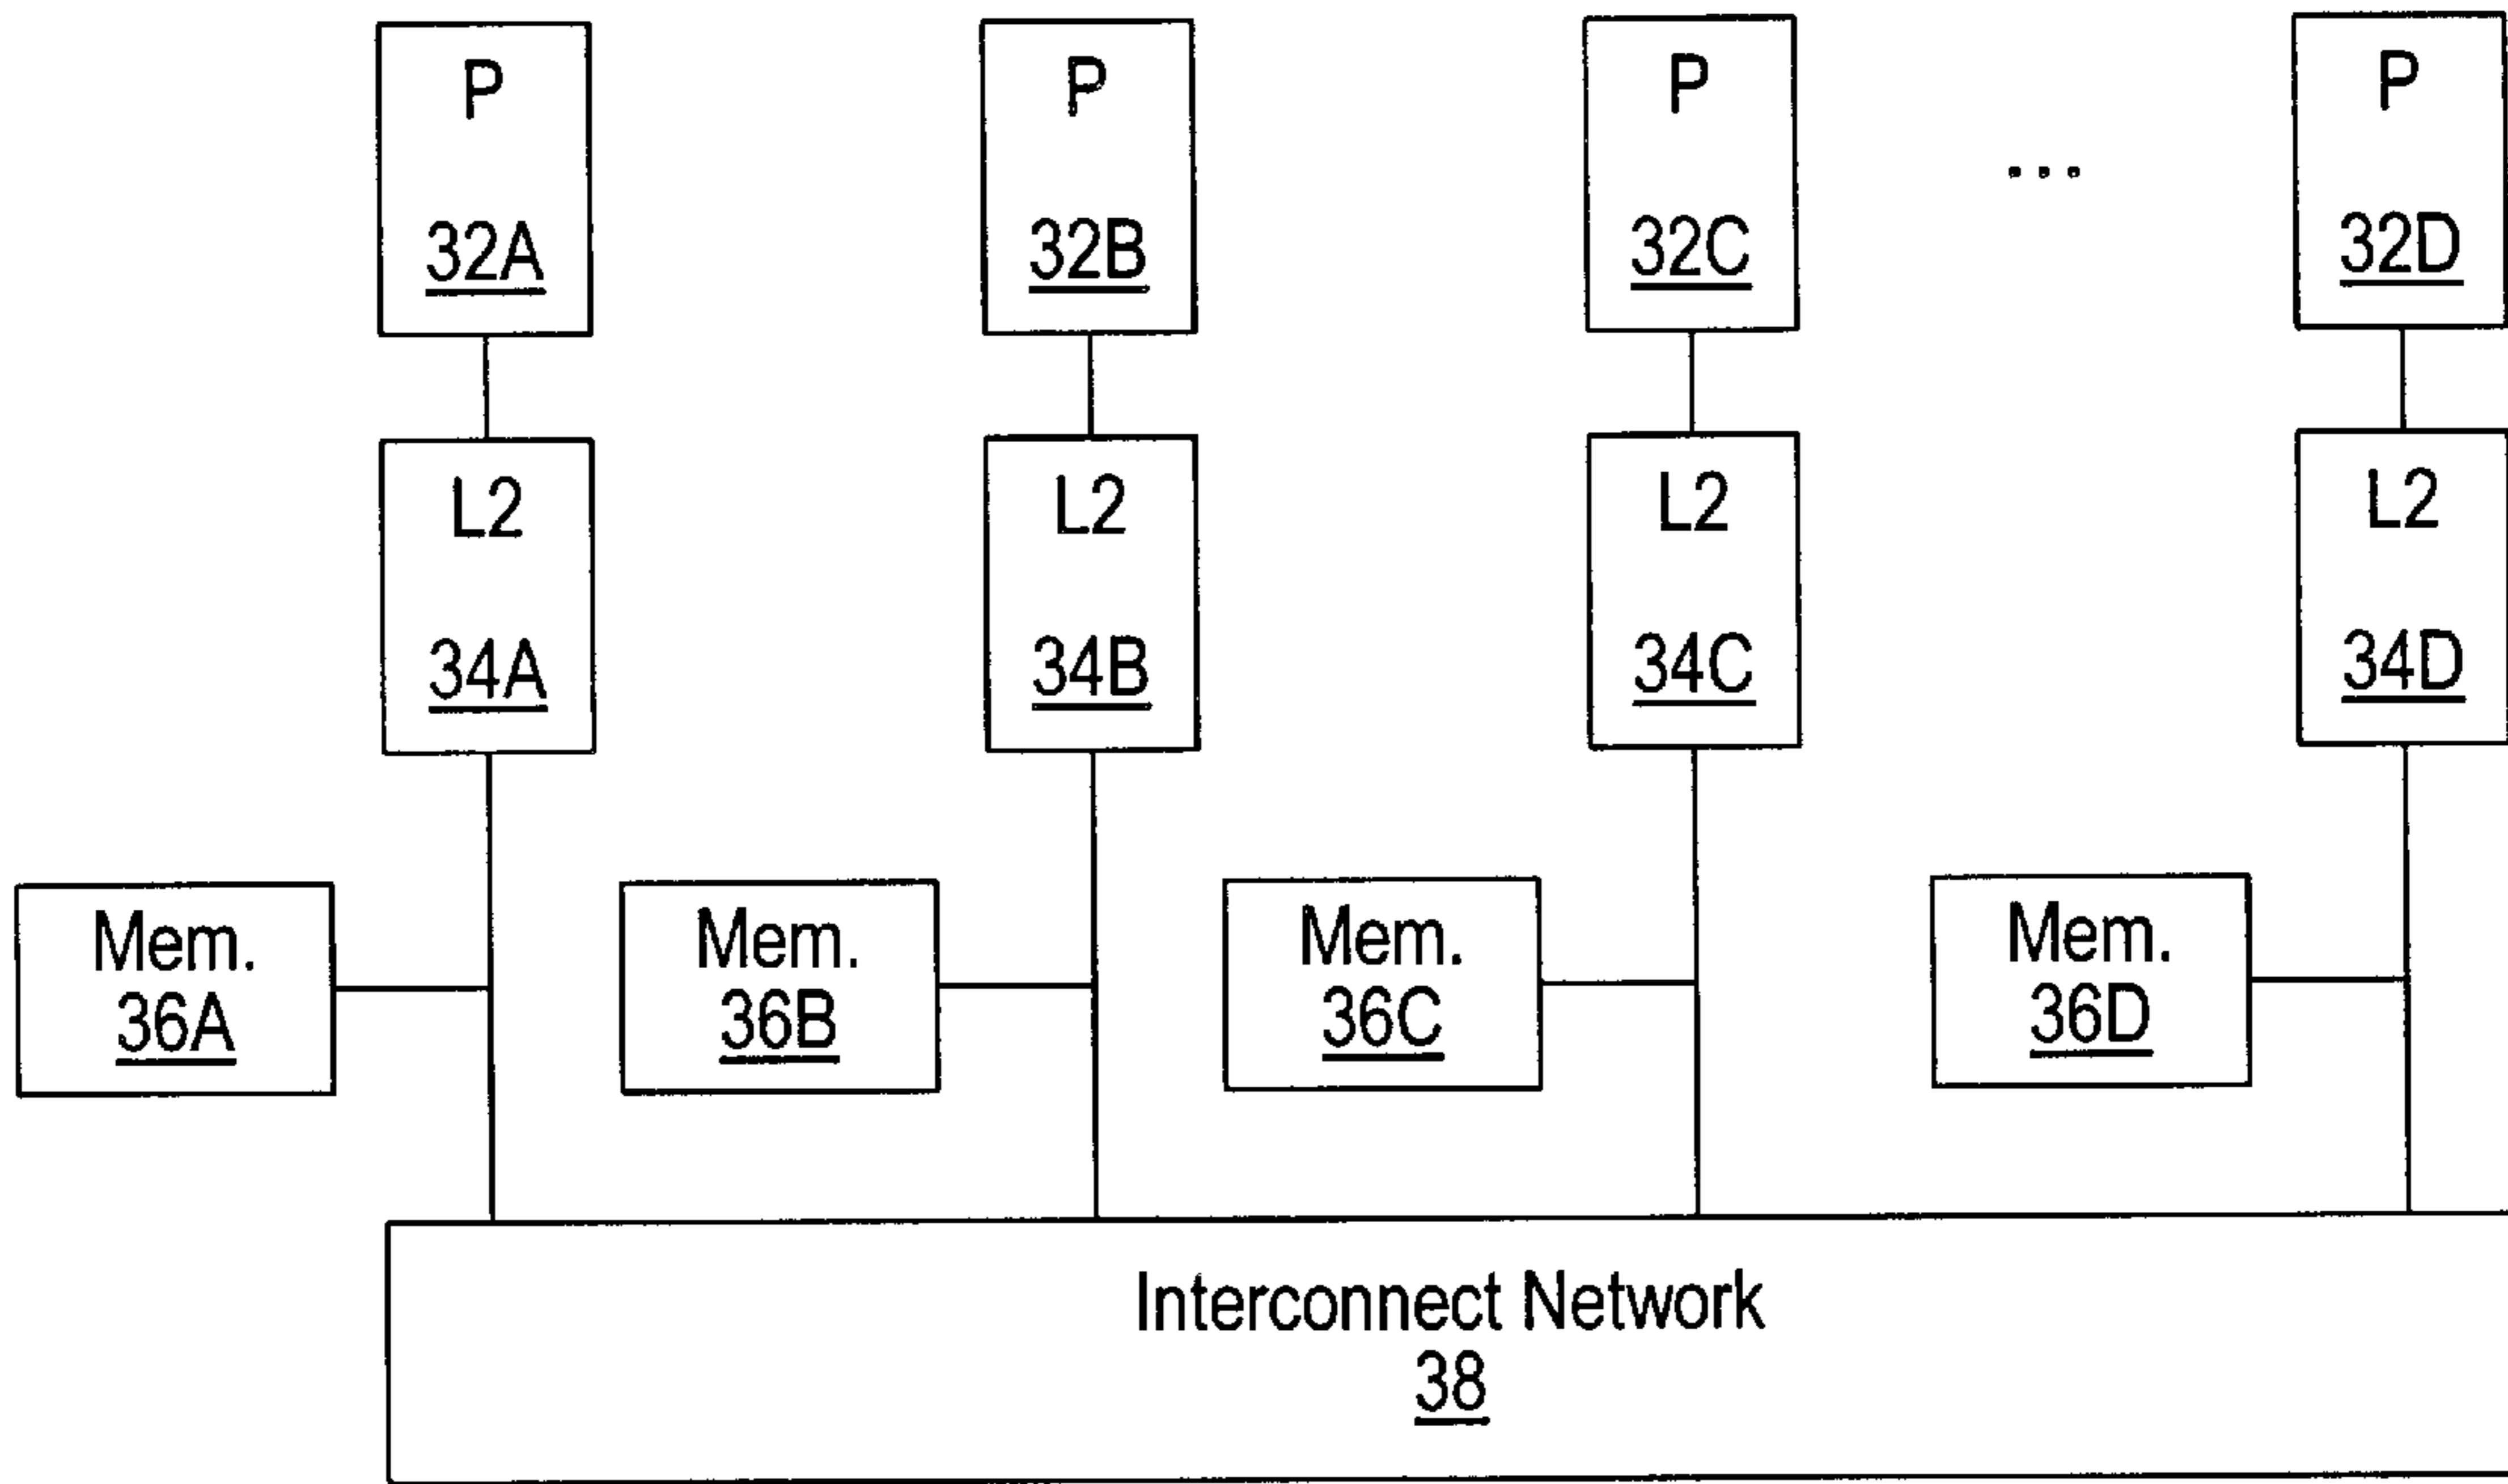 P P P P
32A 32B 32C ... 32D
L2 L2 L2 L2
34A 34B 34C 34D
Mem. Mem. Mem. Mem.
36A 36B 36C 36D
Interconnect Network
38